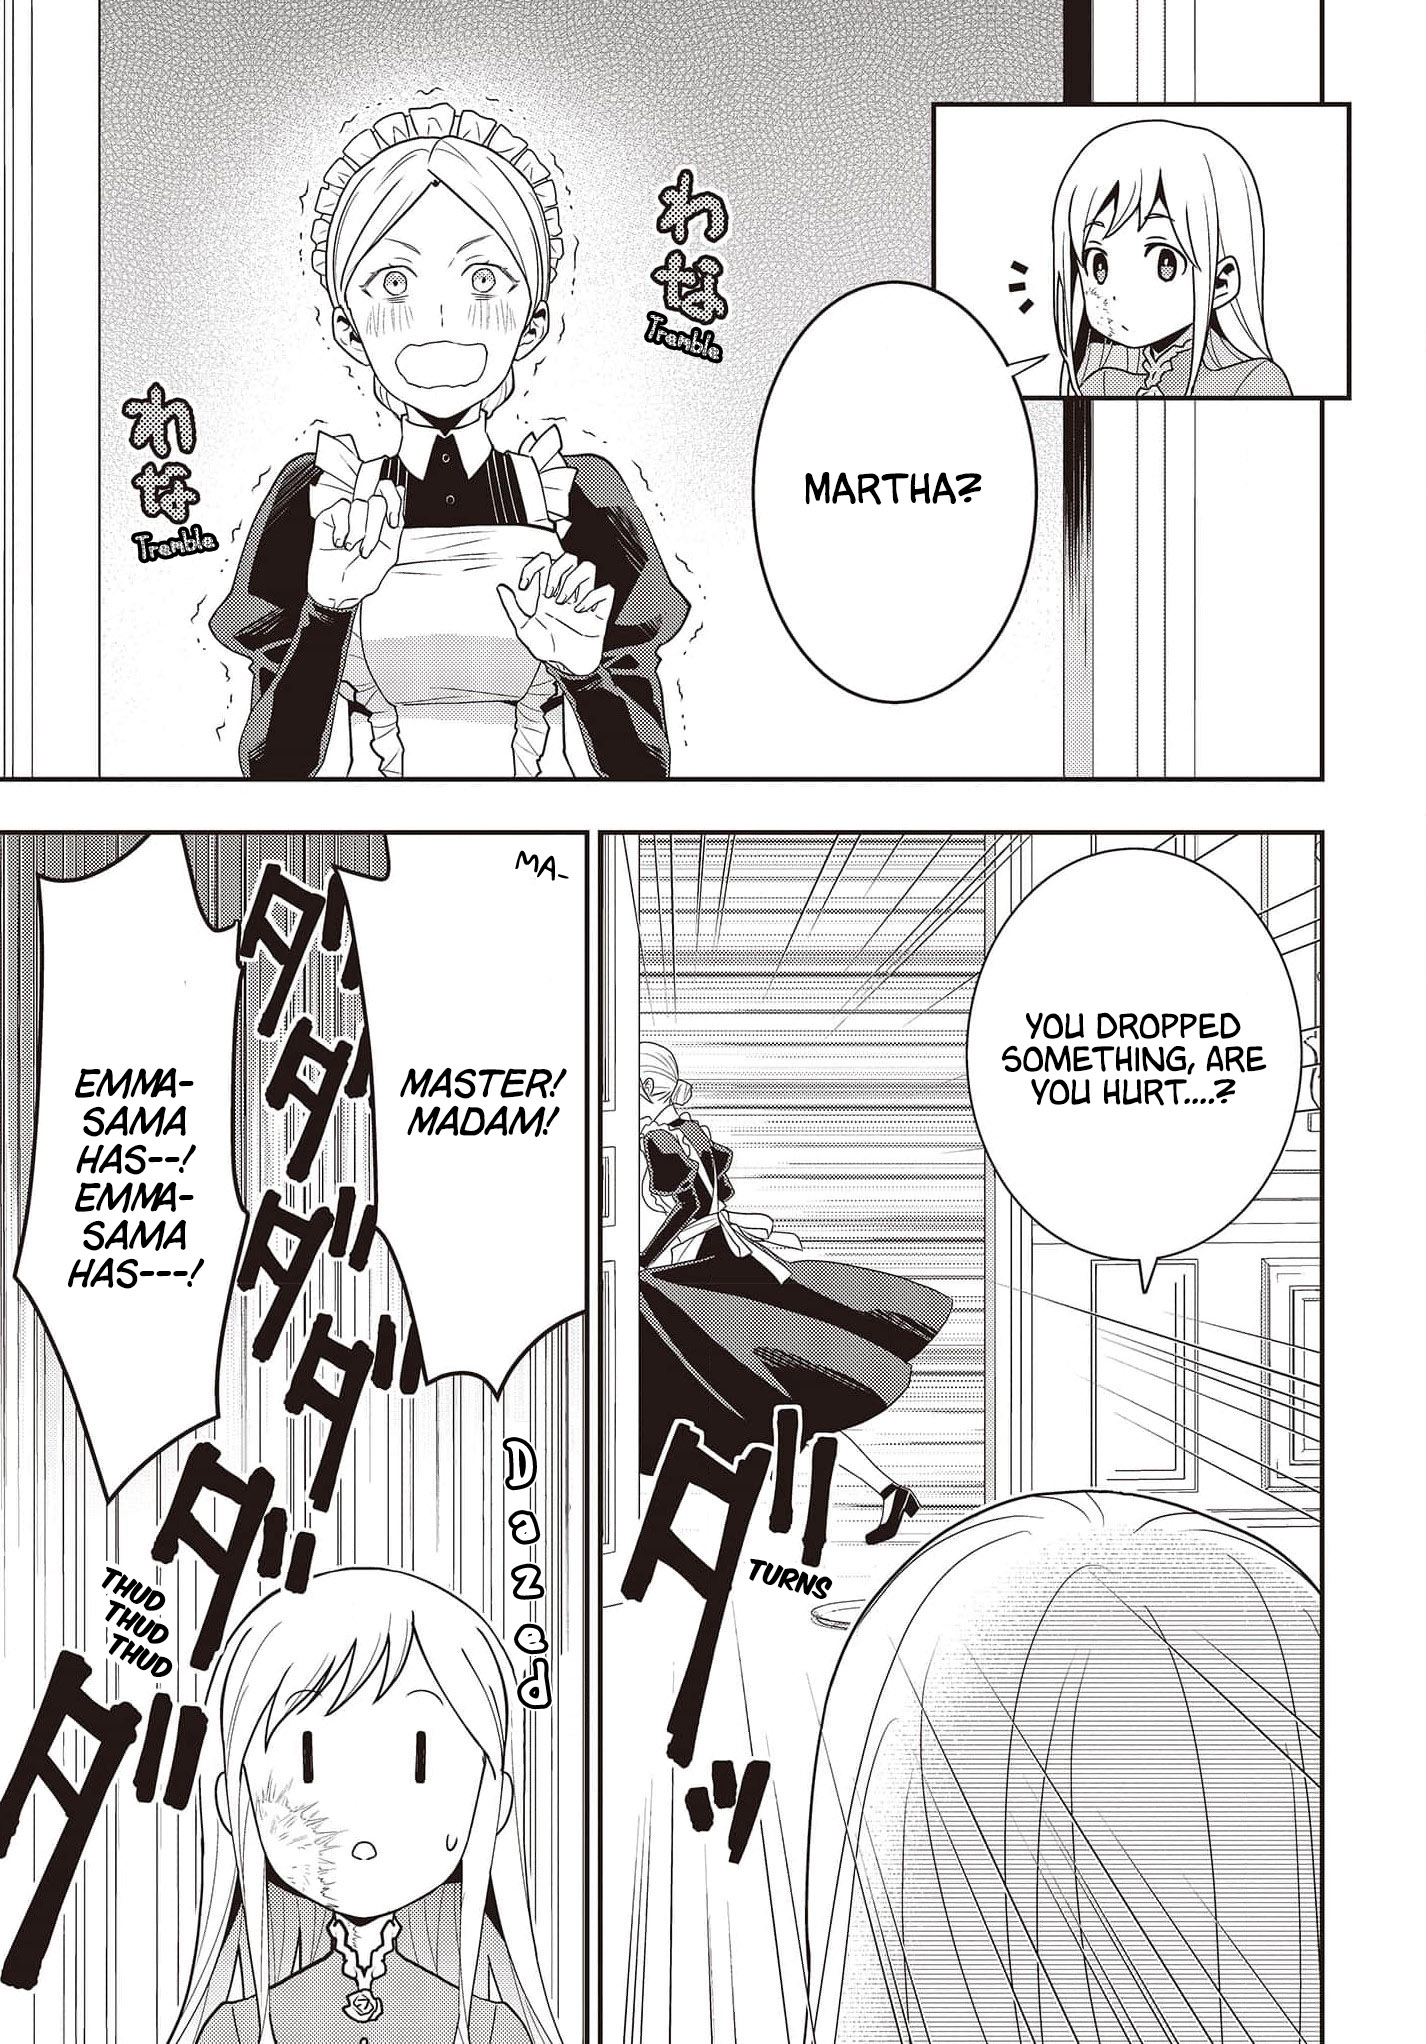 わな
Tremble
わな
Tremble
MARTHA?
YOU DROPPED
SOMETHING, ARE
YOU HURT....?
ダッ
TURNS
MA-
MASTER!
MADAM!
EMMA-
SAMA
HAS--!
EMMA-
SAMA
HAS---!
ダダダダダダ
THUD
THUD
THUD
Dazed